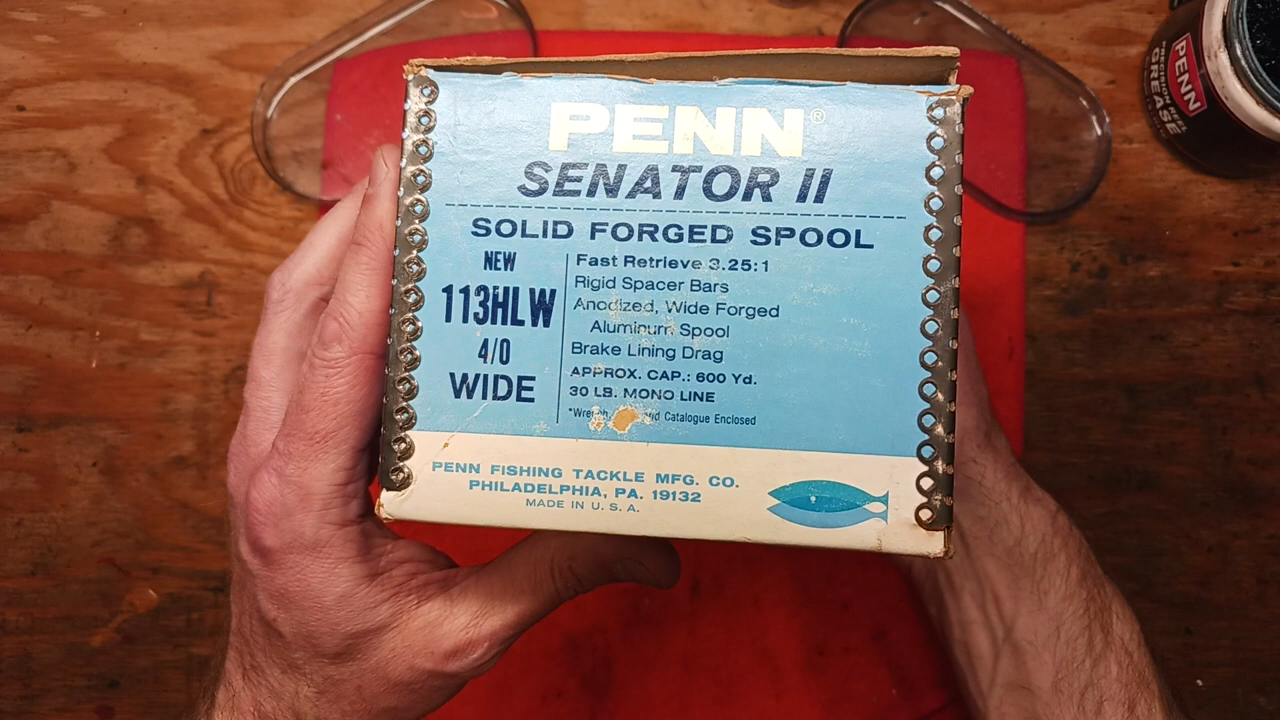 PENN®
SENATOR II
SOLID FORGED SPOOL
NEW
113HLW
4/0
WIDE
Fast Retrieve 3.25:1
Rigid Spacer Bars
Anodized, Wide Forged
Aluminum Spool
Brake Lining Drag
APPROX. CAP.: 600 Yd.
30 LB. MONO LINE
Catalogue Enclosed
PENN FISHING TACKLE MFG. CO.
PHILADELPHIA, PA. 19132
MADE IN U. S. A.
PENN
PRECISION REEL
GREASE